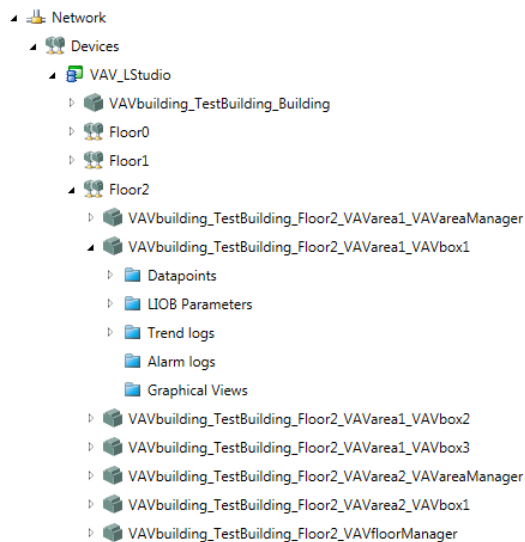 Network
Devices
VAV_LStudio
VAVbuilding_TestBuilding_Building
Floor0
Floor1
Floor2
VAVbuilding_TestBuilding_Floor2_VAVarea1_VAVareaManager
VAVbuilding_TestBuilding_Floor2_VAVarea1_VAVbox1
Datapoints
LIOB Parameters
Trend logs
Alarm logs
Graphical Views
VAVbuilding_TestBuilding_Floor2_VAVarea1_VAVbox2
VAVbuilding_TestBuilding_Floor2_VAVarea1_VAVbox3
VAVbuilding_TestBuilding_Floor2_VAVarea2_VAVareaManager
VAVbuilding_TestBuilding_Floor2_VAVarea2_VAVbox1
VAVbuilding_TestBuilding_Floor2_VAVfloorManager